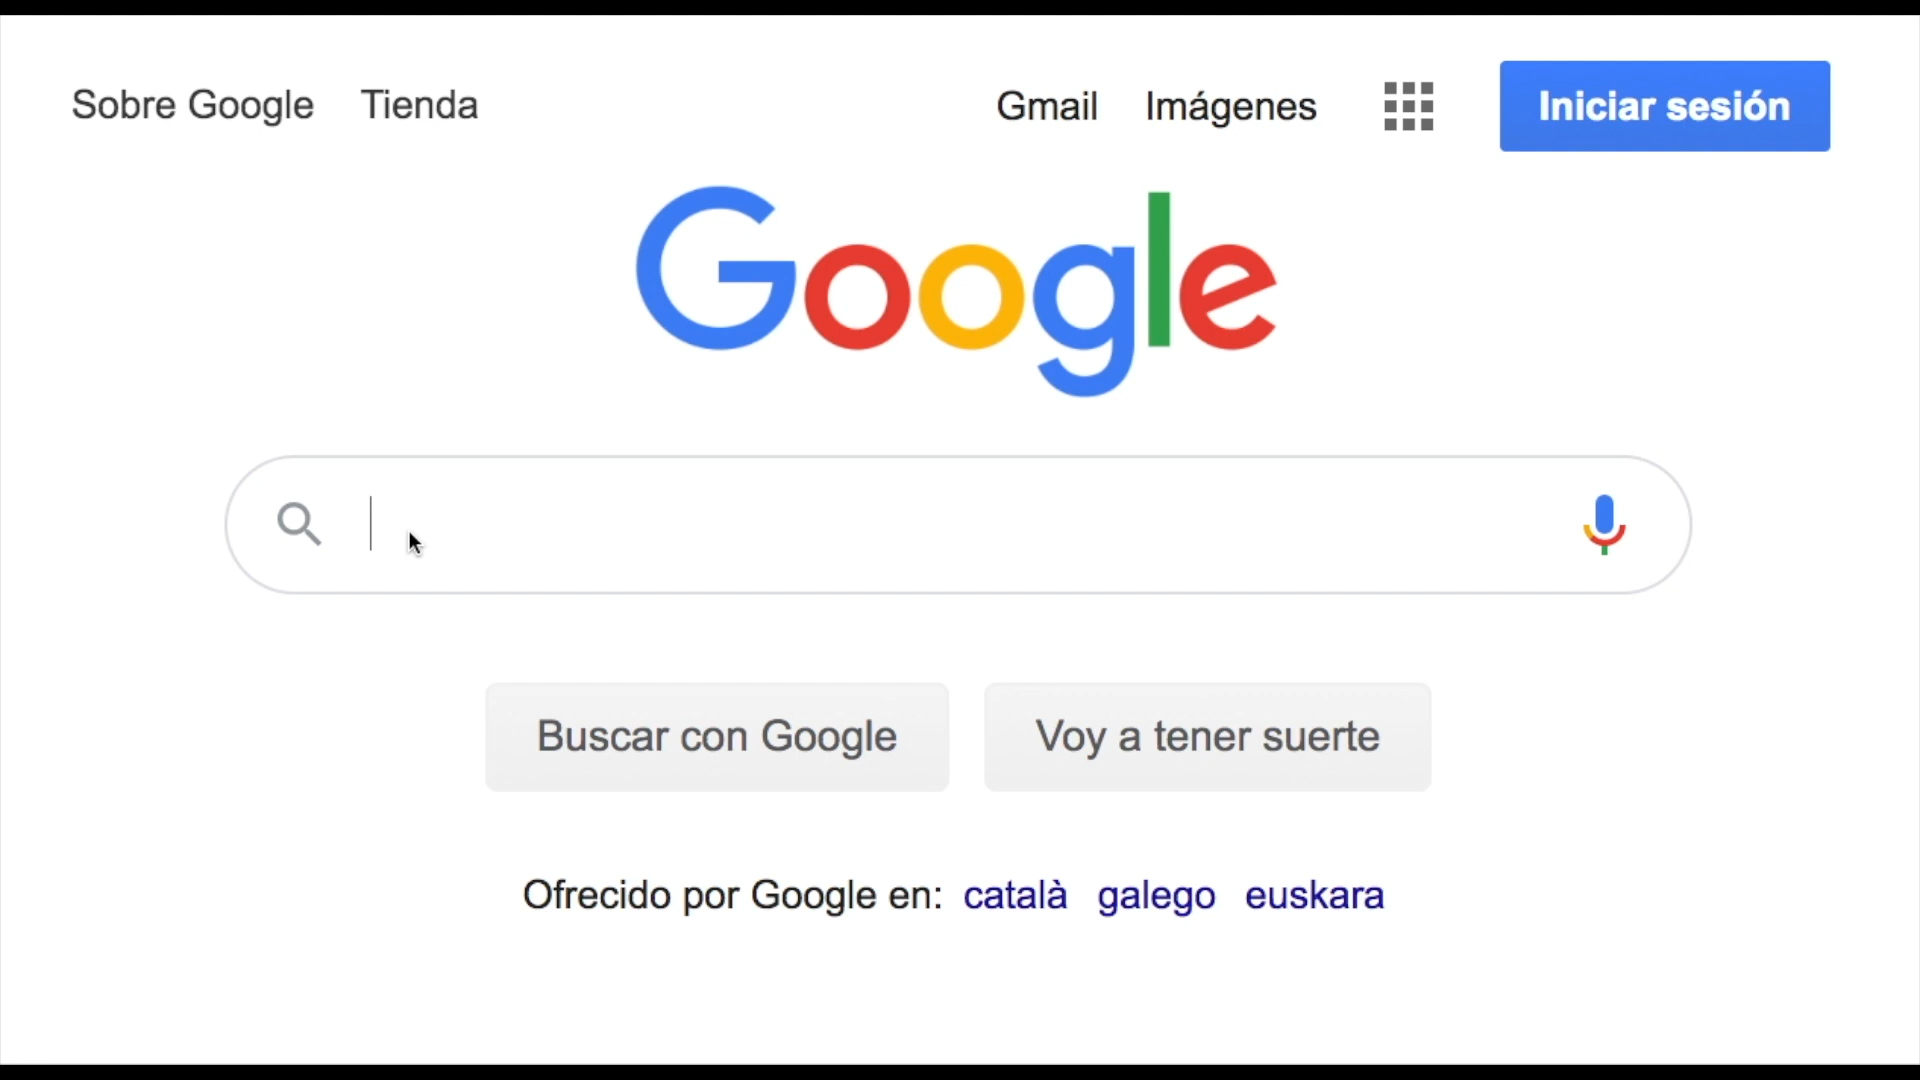 Sobre Google Tienda Gmail Imágenes Iniciar sesión
Google
Buscar con Google Voy a tener suerte
Ofrecido por Google en: català galego euskara